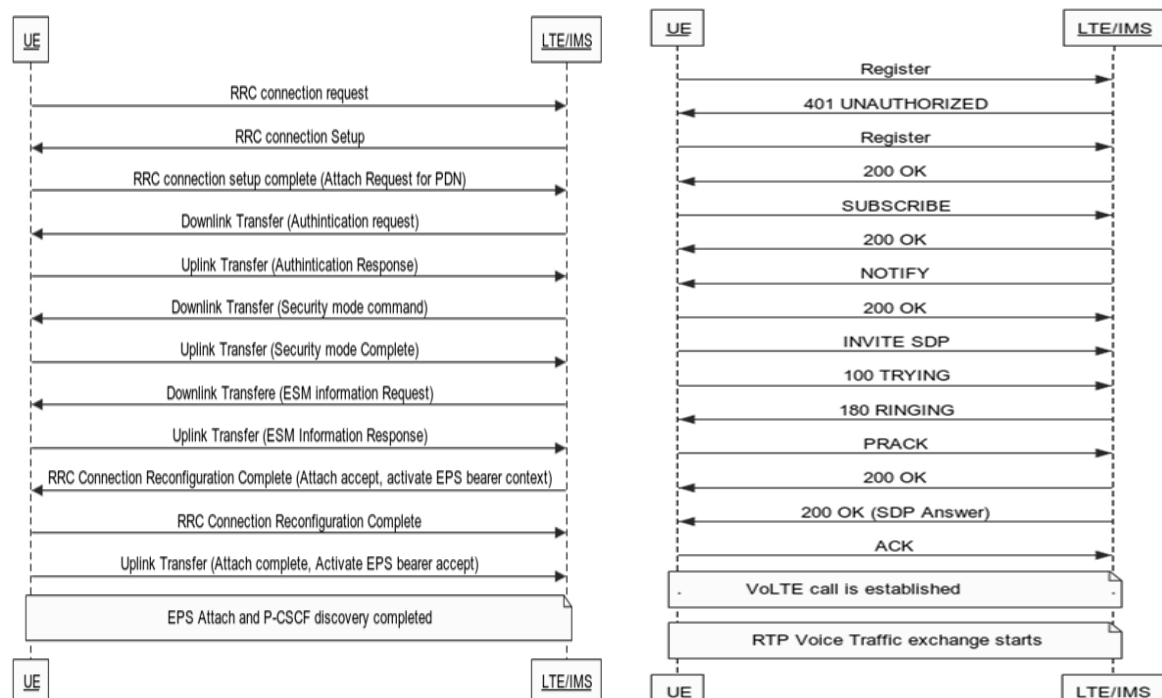 UE
LTE/IMS
RRC connection request
RRC connection Setup
RRC connection setup complete (Attach Request for PDN)
Downlink Transfer (Authintication request)
Uplink Transfer (Authintication Response)
Downlink Transfer (Security mode command)
Uplink Transfer (Security mode Complete)
Downlink Transfere (ESM information Request)
Uplink Transfer (ESM Information Response)
RRC Connection Reconfiguration Complete (Attach accept, activate EPS bearer context)
RRC Connection Reconfiguration Complete
Uplink Transfer (Attach complete, Activate EPS bearer accept)
EPS Attach and P-CSCF discovery completed
UE
LTE/IMS
UE
LTE/IMS
Register
401 UNAUTHORIZED
Register
200 OK
SUBSCRIBE
200 OK
NOTIFY
200 OK
INVITE SDP
100 TRYING
180 RINGING
PRACK
200 OK
200 OK (SDP Answer)
ACK
VoLTE call is established
RTP Voice Traffic exchange starts
UE
LTE/IMS